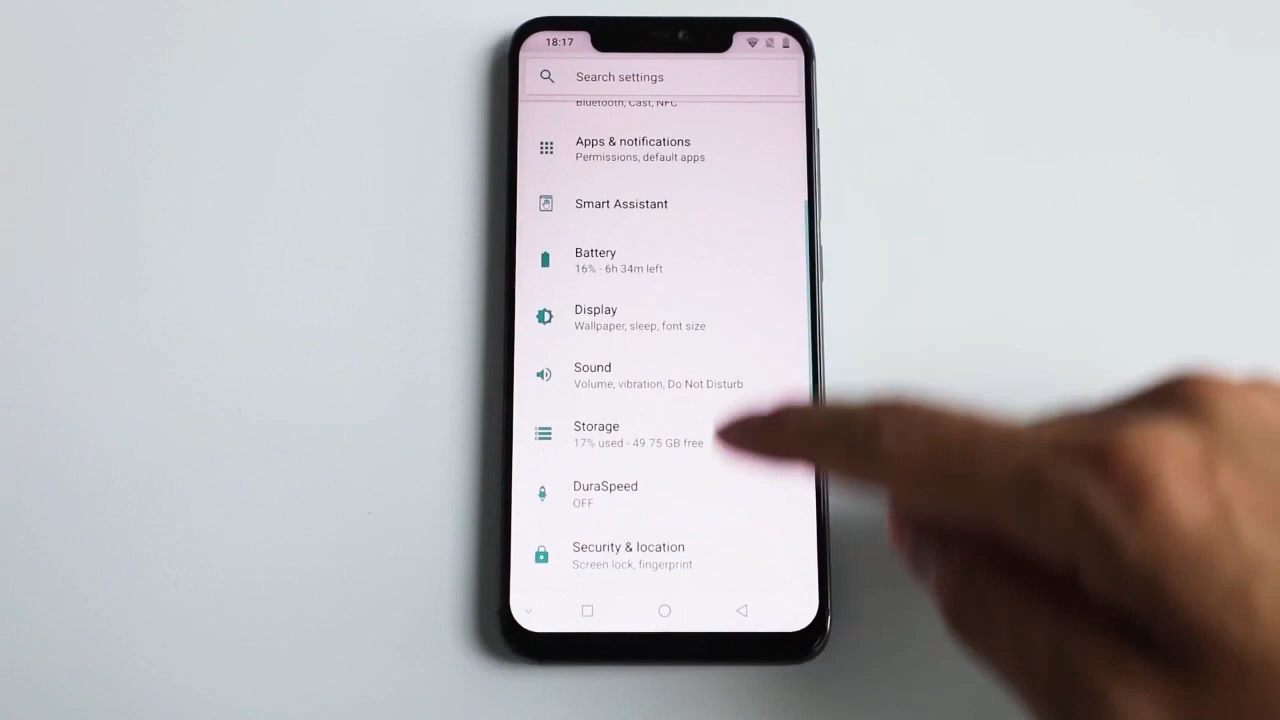 18:17
Search settings
Bluetooth, Cast, NFC
Apps & notifications
Permissions, default apps
Smart Assistant
Battery
16% - 6h 34m left
Display
Wallpaper, sleep, font size
Sound
Volume, vibration, Do Not Disturb
Storage
17% used - 49.75 GB free
DuraSpeed
OFF
Security & location
Screen lock, fingerprint